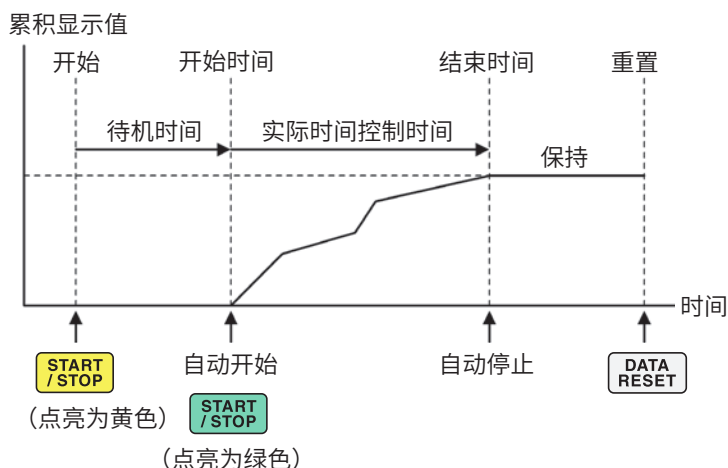 累积显示值
开始
开始时间
结束时间
重置
待机时间
实际时间控制时间
保持
时间
START
/ STOP
自动开始
自动停止
DATA
RESET
（点亮为黄色）
START
/ STOP
（点亮为绿色）